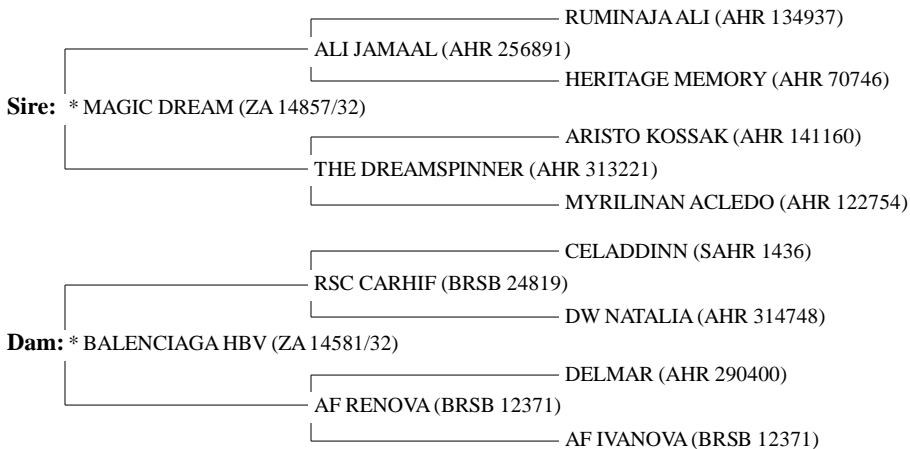 RUMINAJA ALI (AHR 134937)
ALI JAMAAL (AHR 256891)
HERITAGE MEMORY (AHR 70746)
Sire: * MAGIC DREAM (ZA 14857/32)
ARISTO KOSSAK (AHR 141160)
THE DREAMSPINNER (AHR 313221)
MYRILINAN ACLEDO (AHR 122754)
CELADDINN (SAHR 1436)
RSC CARHIF (BRSB 24819)
DW NATALIA (AHR 314748)
Dam: * BALENCIAGA HBV (ZA 14581/32)
DELMAR (AHR 290400)
AF RENOVA (BRSB 12371)
AF IVANOVA (BRSB 12371)